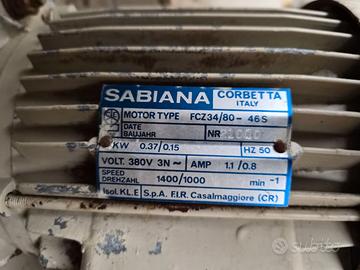 SABIANA
CORBETTA
ITALY
MOTOR TYPE FCZ34/80-46S
DATE
BAUJAHR
NR
KW 0.37/0.15 HZ 50
VOLT. 380V 3N~ AMP 1.1/0.8
SPEED
DREHZAHL 1400/1000 min-1
Isol.KL.E S.p.A. F.I.R. Casalmaggiore (CR)
subito